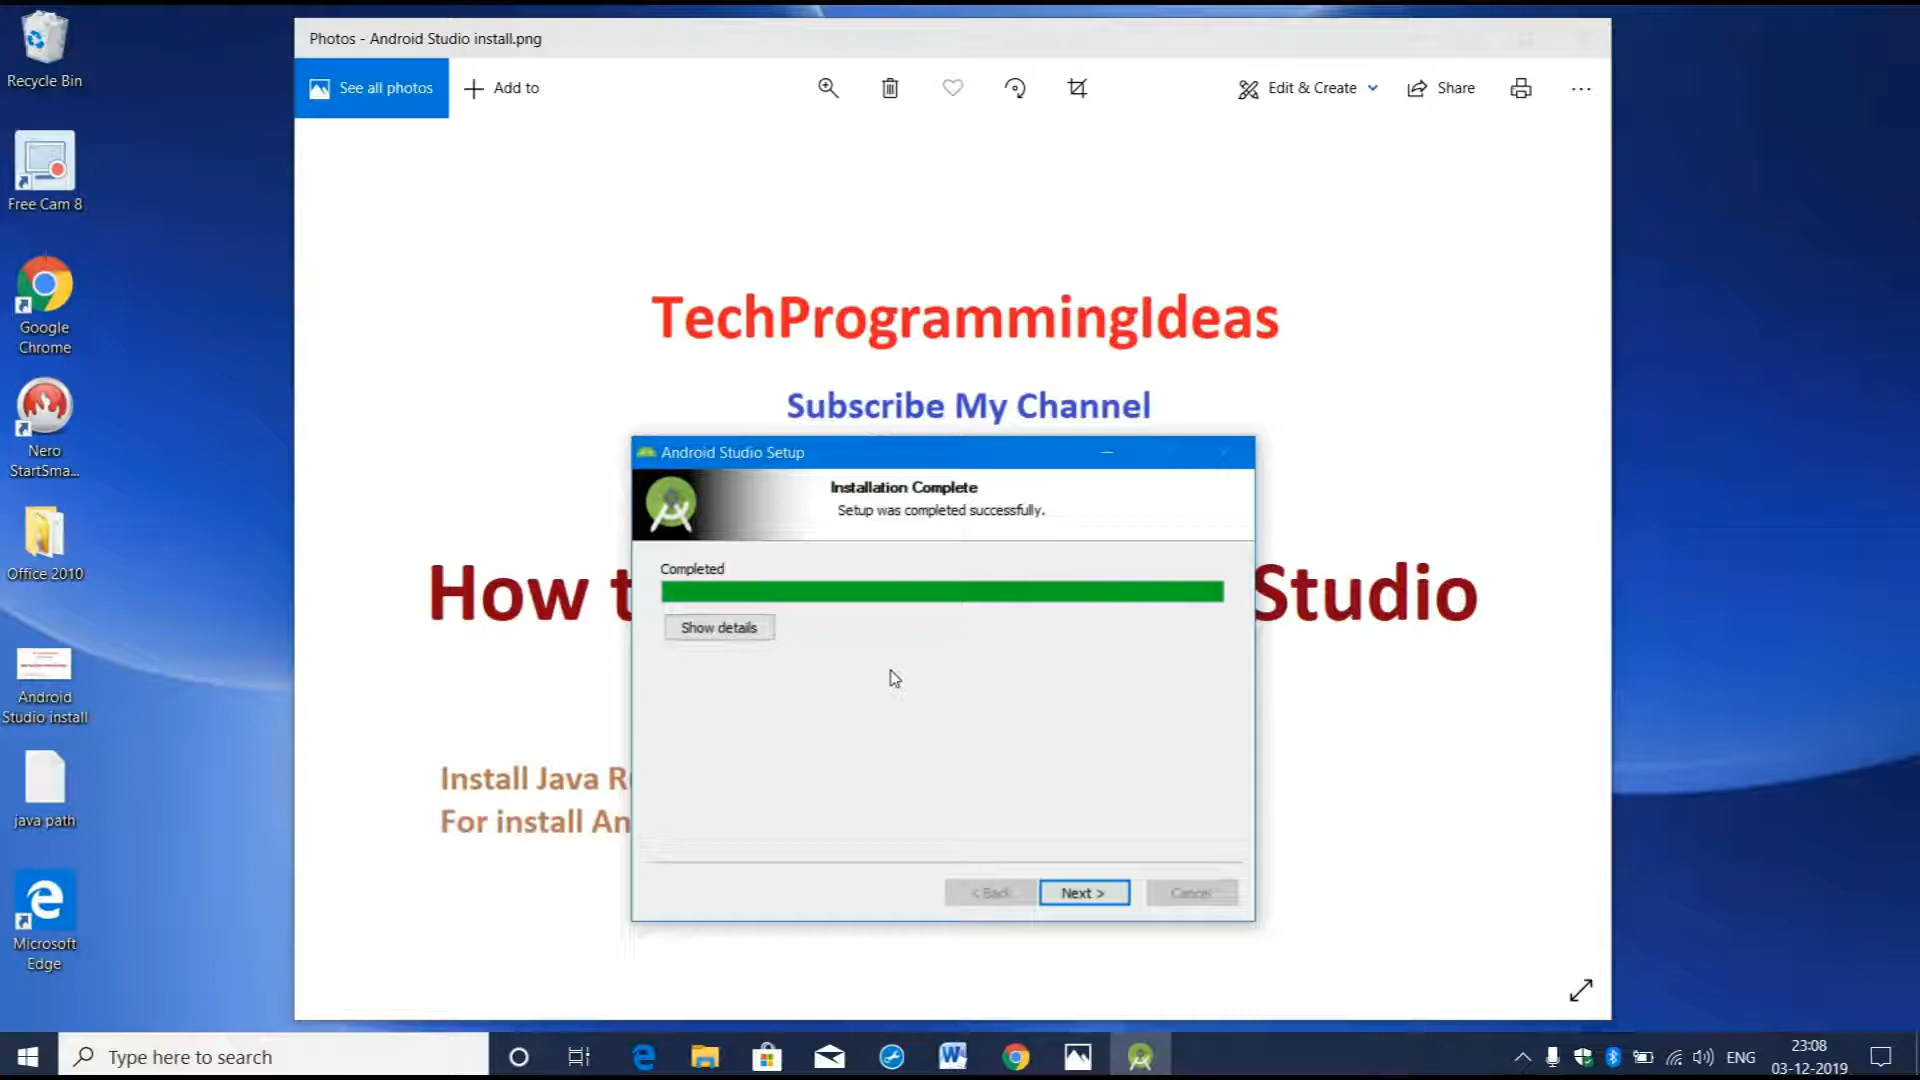 Recycle Bin
Free Cam 8
Google
Chrome
Nero
StartSma...
Office 2010
Android
Studio install
java path
Microsoft
Edge
Photos - Android Studio install.png
See all photos
Add to
Edit & Create
Share
TechProgrammingIdeas
Subscribe My Channel
How t
Studio
Install Java R
For install An
Android Studio Setup
Installation Complete
Setup was completed successfully.
Completed
Show details
< Back
Next >
Cancel
Type here to search
ENG
23:08
03-12-2019